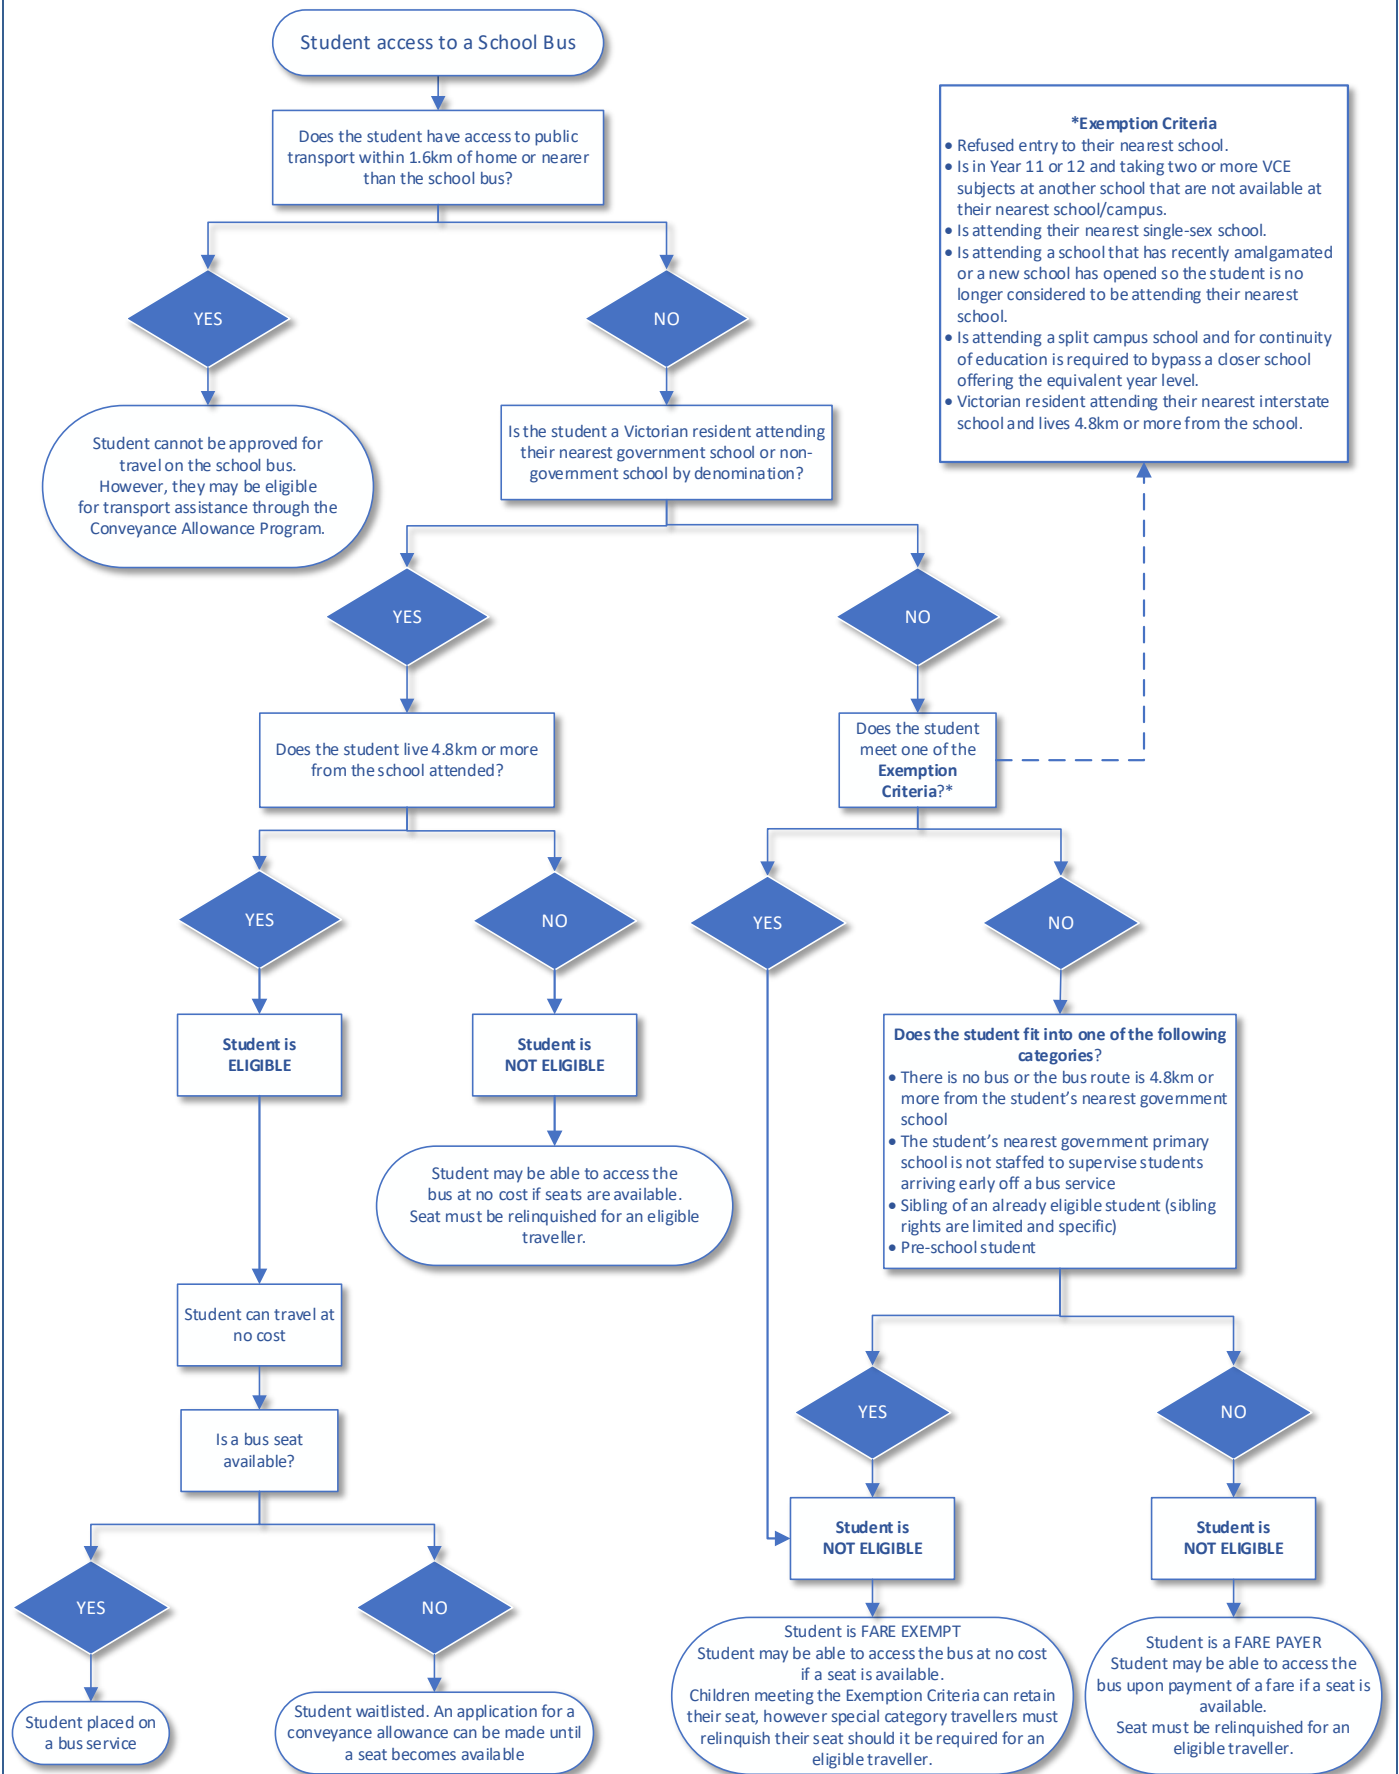 Student access to a School Bus
Does the student have access to public
transport within 1.6km of home or nearer
than the school bus?
*Exemption Criteria
• Refused entry to their nearest school.
• Is in Year 11 or 12 and taking two or more VCE
subjects at another school that are not available at
their nearest school/campus.
• Is attending their nearest single-sex school.
• Is attending a school that has recently amalgamated
or a new school has opened so the student is no
longer considered to be attending their nearest
school.
• Is attending a split campus school and for continuity
of education is required to bypass a closer school
offering the equivalent year level.
• Victorian resident attending their nearest interstate
school and lives 4.8km or more from the school.
YES
NO
Student cannot be approved for
travel on the school bus.
However, they may be eligible
for transport assistance through the
Conveyance Allowance Program.
Is the student a Victorian resident attending
their nearest government school or non-
government school by denomination?
YES
NO
Does the student live 4.8km or more
from the school attended?
Does the student
meet one of the
Exemption
Criteria?*
YES
NO
YES
NO
Student is
ELIGIBLE
Student is
NOT ELIGIBLE
Student may be able to access the
bus at no cost if seats are available.
Seat must be relinquished for an eligible
traveller.
Does the student fit into one of the following
categories?
• There is no bus or the bus route is 4.8km or
more from the student's nearest government
school
• The student's nearest government primary
school is not staffed to supervise students
arriving early off a bus service
• Sibling of an already eligible student (sibling
rights are limited and specific)
• Pre-school student
Student can travel at
no cost
Is a bus seat
available?
YES
NO
YES
NO
Student is
NOT ELIGIBLE
Student is
NOT ELIGIBLE
Student placed on
a bus service
Student waitlisted. An application for a
conveyance allowance can be made until
a seat becomes available
Student is FARE EXEMPT
Student may be able to access the bus at no cost
if a seat is available.
Children meeting the Exemption Criteria can retain
their seat, however special category travellers must
relinquish their seat should it be required for an
eligible traveller.
Student is a FARE PAYER
Student may be able to access the
bus upon payment of a fare if a seat is
available.
Seat must be relinquished for an
eligible traveller.